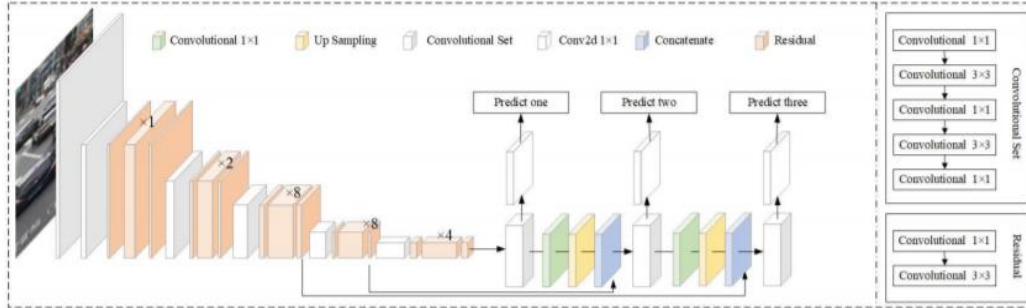 Convolutional 1×1
Up Sampling
Convolutional Set
Conv2d 1×1
Concatenate
Residual
×1
×2
×8
×8
×4
Predict one
Predict two
Predict three
Convolutional 1×1
Convolutional 3×3
Convolutional 1×1
Convolutional 3×3
Convolutional 1×1
Convolutional Set
Convolutional 1×1
Convolutional 3×3
Residual